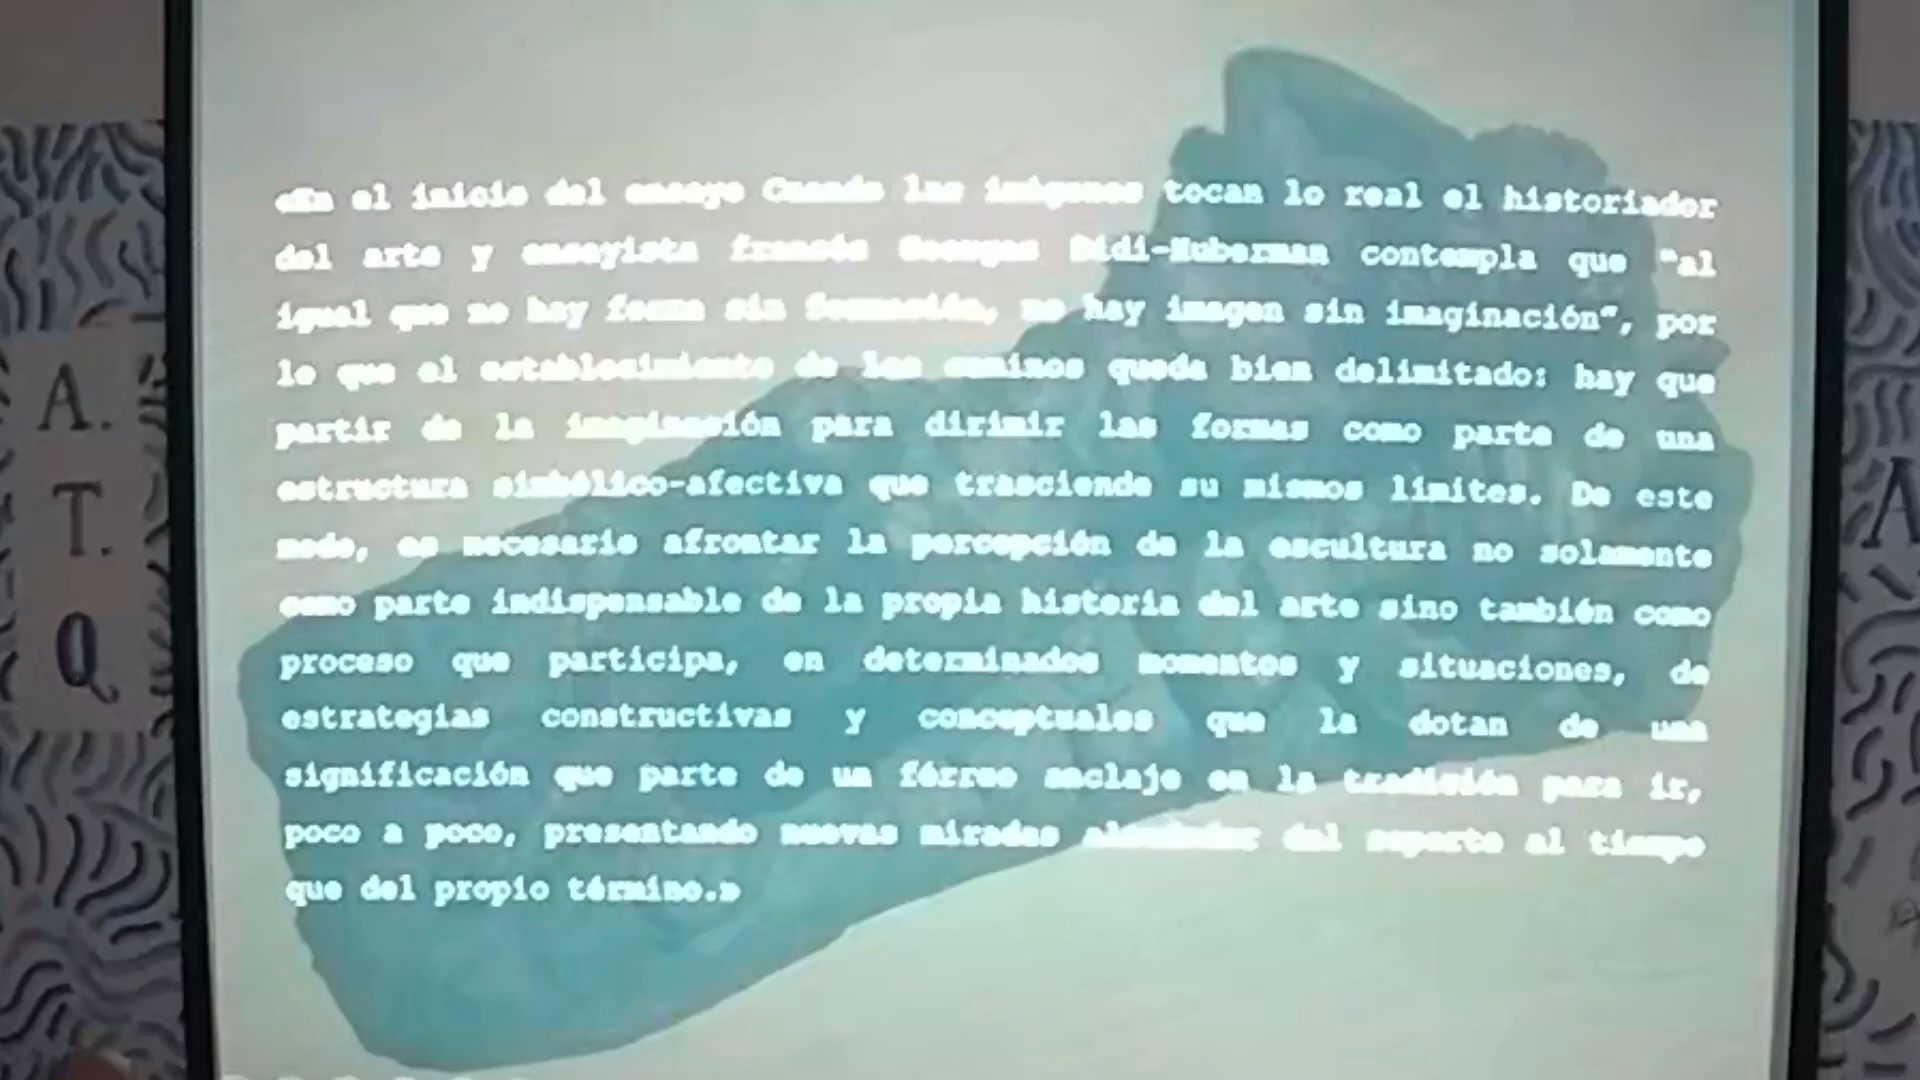 «En el inicio del ensayo Cuando las imágenes tocan lo real el historiador
del arte y ensayista francés Georges Didi-Huberman contempla que "al
igual que no hay forma sin formación, no hay imagen sin imaginación", por
lo que el establecimiento de los caminos queda bien delimitado: hay que
partir de la imaginación para dirimir las formas como parte de una
estructura simbólico-afectiva que trasciende su mismos límites. De este
modo, es necesario afrontar la percepción de la escultura no solamente
como parte indispensable de la propia historia del arte sino también como
proceso que participa, en determinados momentos y situaciones, de
estrategias constructivas y conceptuales que la dotan de una
significación que parte de un férreo anclaje en la tradición para ir,
poco a poco, presentando nuevas miradas alrededor del soporte al tiempo
que del propio término.»
A.
T.
Q
A